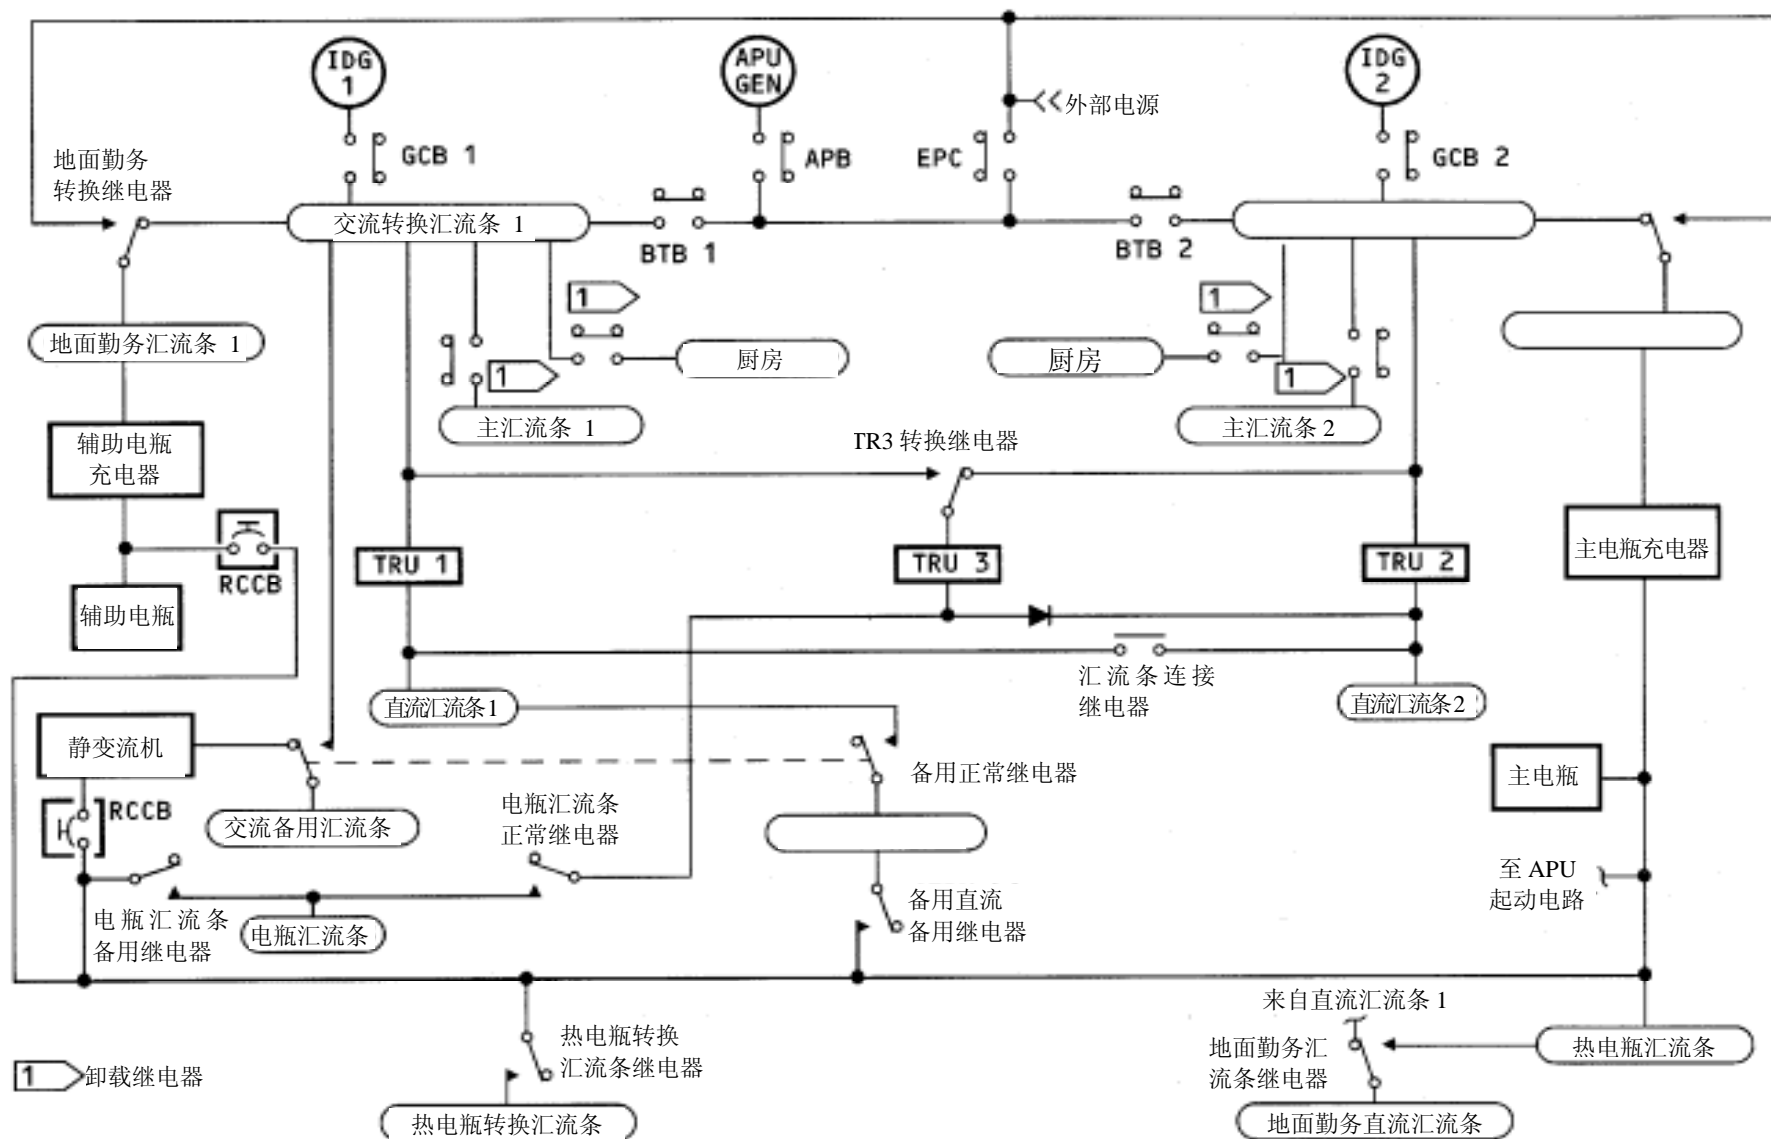 IDG
1
APU
GEN
IDG
2
外部电源
地面勤务
转换继电器
GCB 1
APB
EPC
GCB 2
交流转换汇流条 1
BTB 1
BTB 2
1
1
地面勤务汇流条 1
厨房
厨房
1
1
主汇流条 1
主汇流条2
辅助电瓶
充电器
TR3 转换继电器
RCCB
TRU 1
TRU 3
TRU 2
主电瓶充电器
辅助电瓶
汇流条连接
继电器
直流汇流条1
直流汇流条2
静变流机
备用正常继电器
主电瓶
RCCB
交流备用汇流条
电瓶汇流条
正常继电器
至 APU
起动电路
电瓶汇流条
备用继电器
电瓶汇流条
备用直流
备用继电器
来自直流汇流条 1
热电瓶转换
汇流条继电器
地面勤务汇
流条继电器
热电瓶汇流条
1
卸载继电器
热电瓶转换汇流条
地面勤务直流汇流条